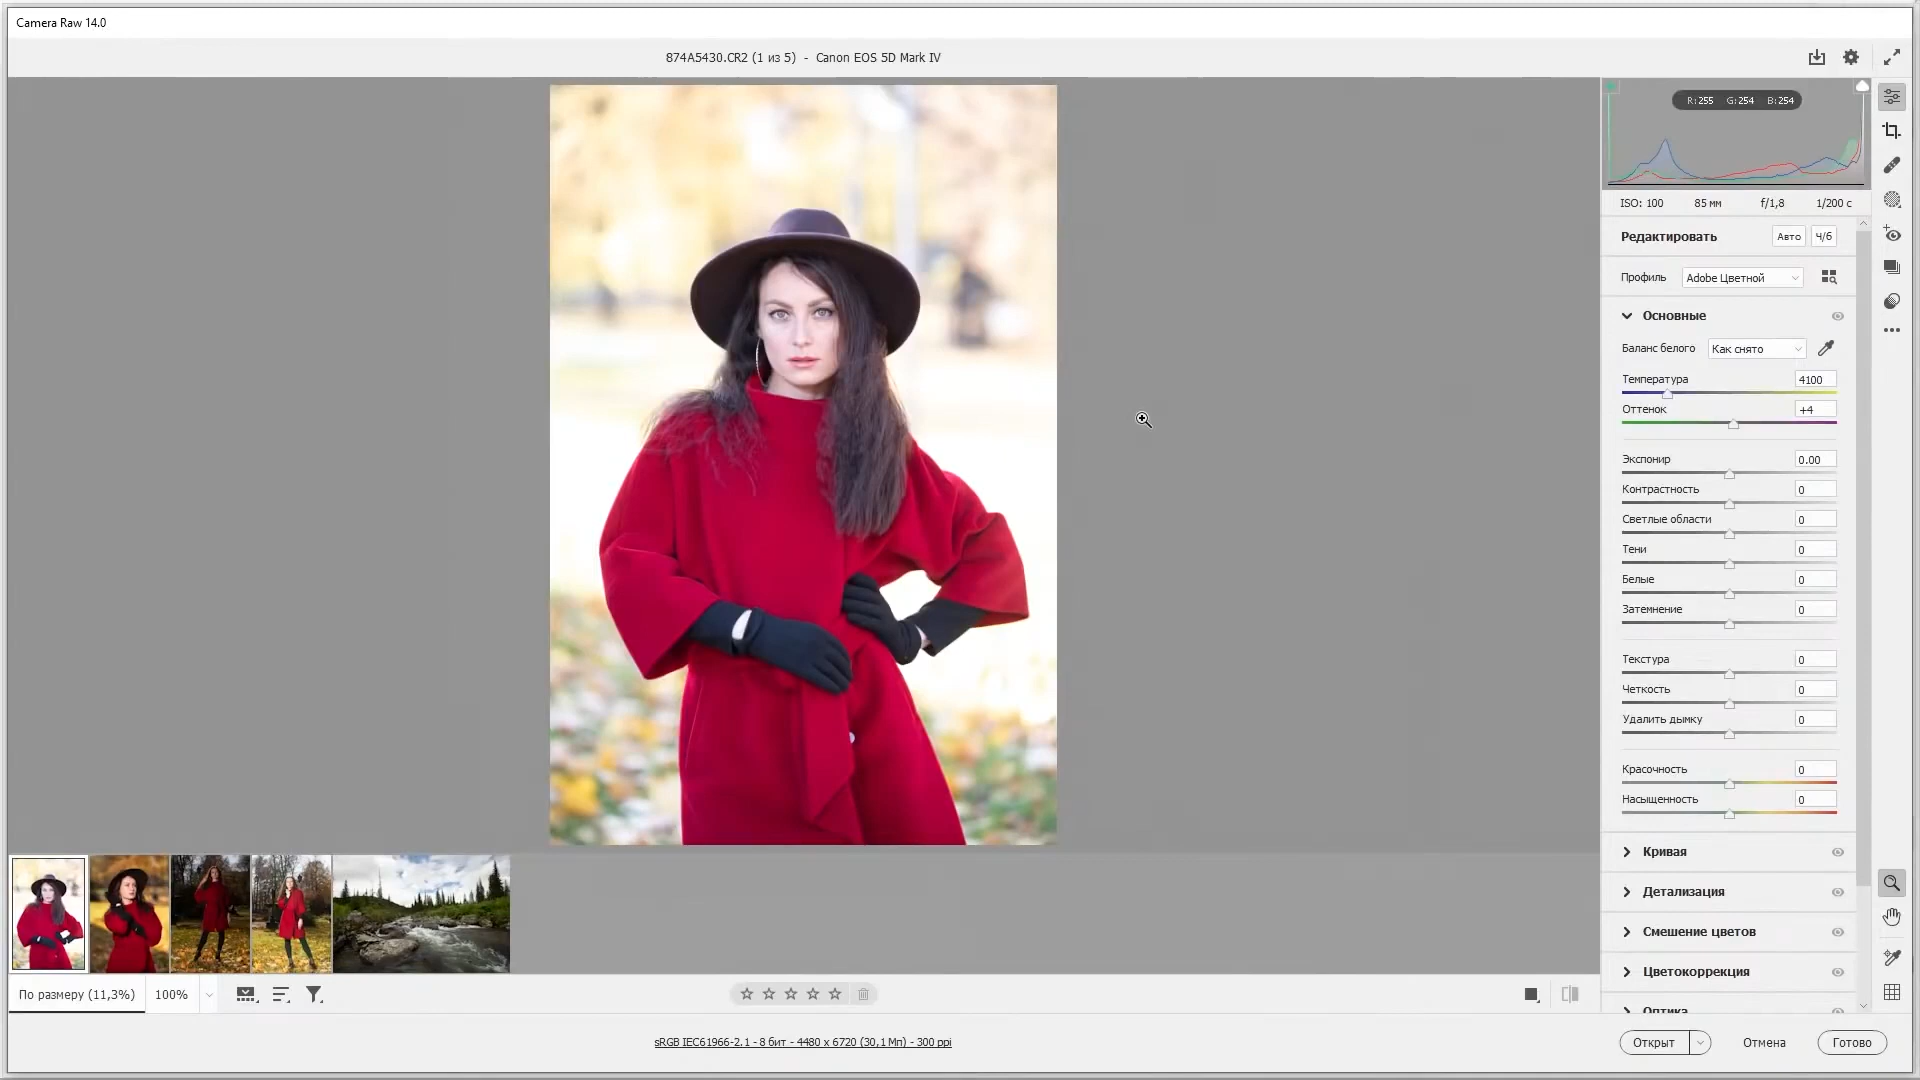 Camera Raw 14.0
874A5430.CR2 (1 из 5) - Canon EOS 5D Mark IV
R:255 G:254 B:254
ISO: 100 85 мм f/1,8 1/200 с
Редактировать Авто Ч/б
Профиль Adobe Цветной
Основные
Баланс белого Как снято
Температура 4100
Оттенок +4
Экспонир 0.00
Контрастность 0
Светлые области 0
Тени 0
Белые 0
Затемнение 0
Текстура 0
Четкость 0
Удалить дымку 0
Красочность 0
Насыщенность 0
Кривая
Детализация
Смешение цветов
Цветокоррекция
Оптика
По размеру (11,3%) 100%
sRGB IEC61966-2.1 - 8 бит - 4480 x 6720 (30,1 Мп) - 300 ppi
Открыт Отмена Готово